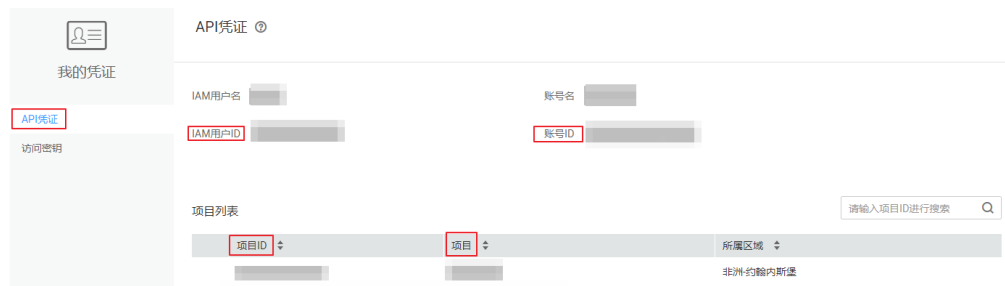 我的凭证
API凭证
访问密钥
API凭证
IAM用户名 账号名
IAM用户ID 账号ID
项目列表
请输入项目ID进行搜索
项目ID 项目 所属区域
非洲-约翰内斯堡